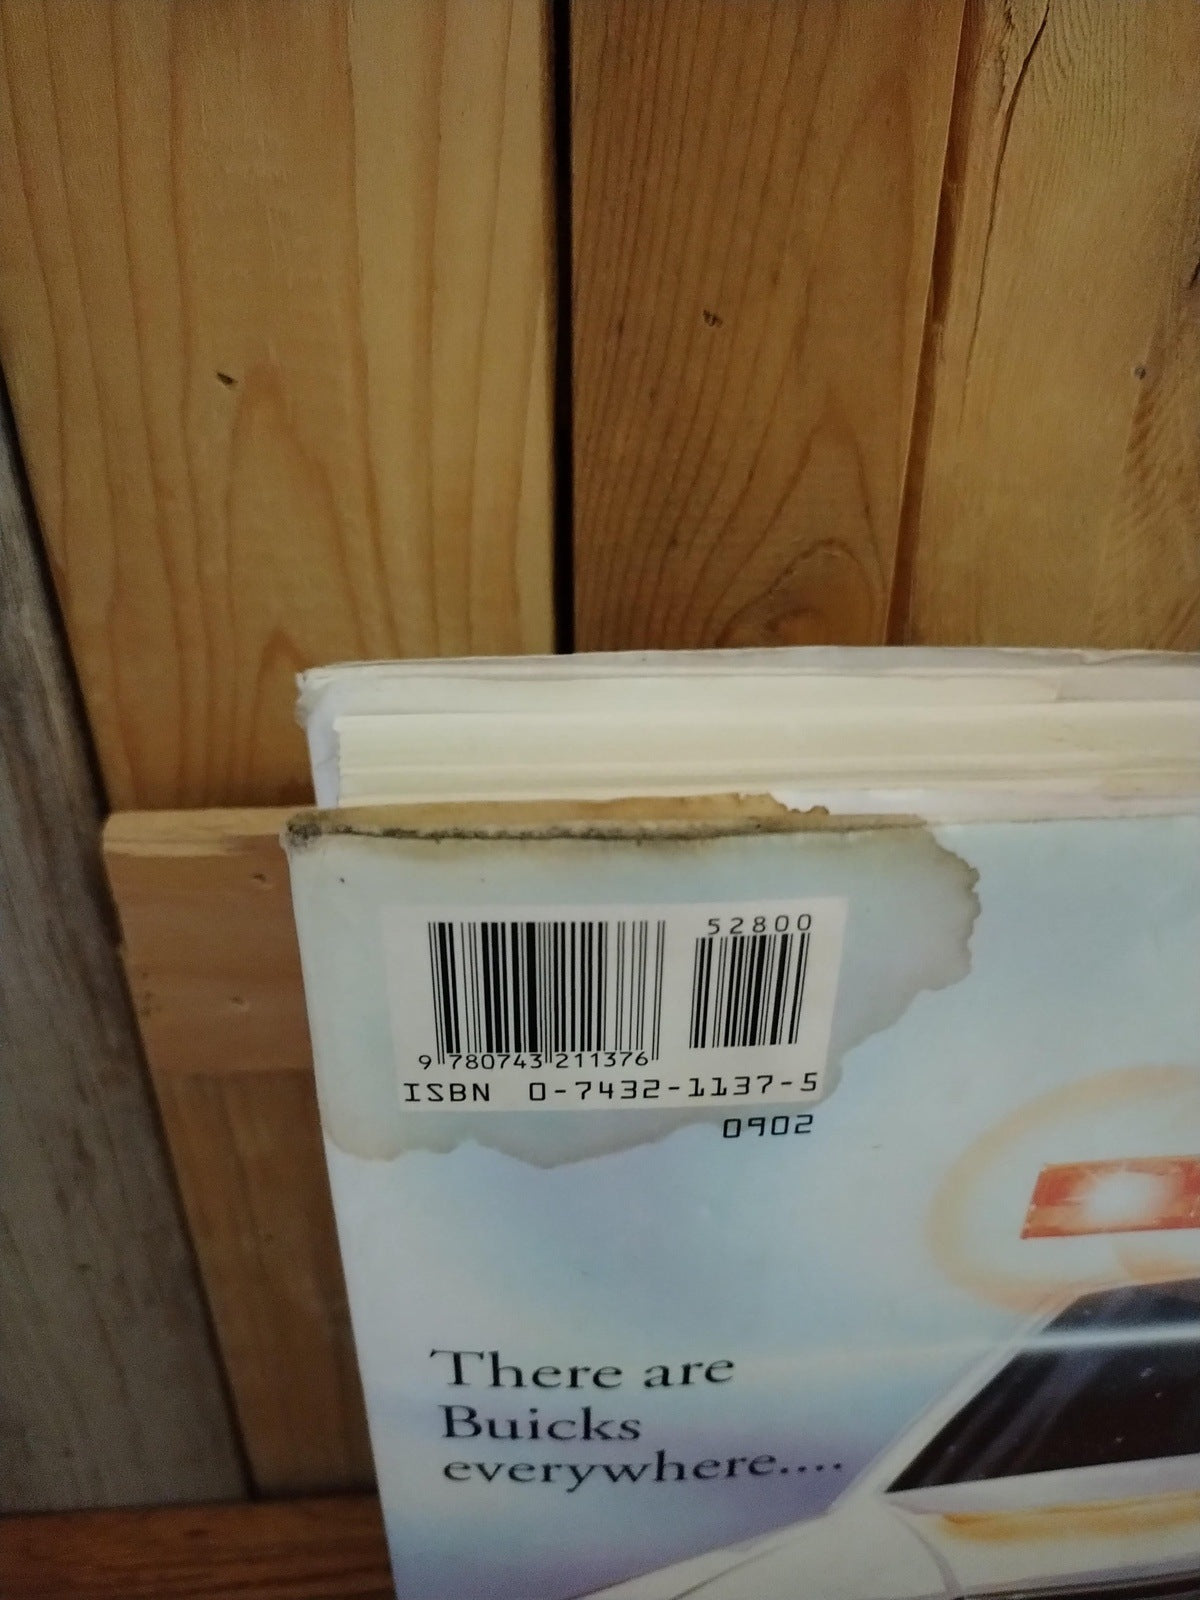 52800
9 780743 211376
ISBN 0-7432-1137-5
0902
There are
Buicks
everywhere....